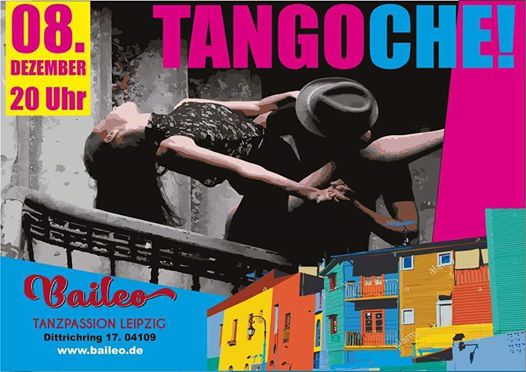 08.
DEZEMBER
20 Uhr
TANGOCHE!
Baileo
TANZPASSION LEIPZIG
Dittrichring 17. 04109
www.baileo.de